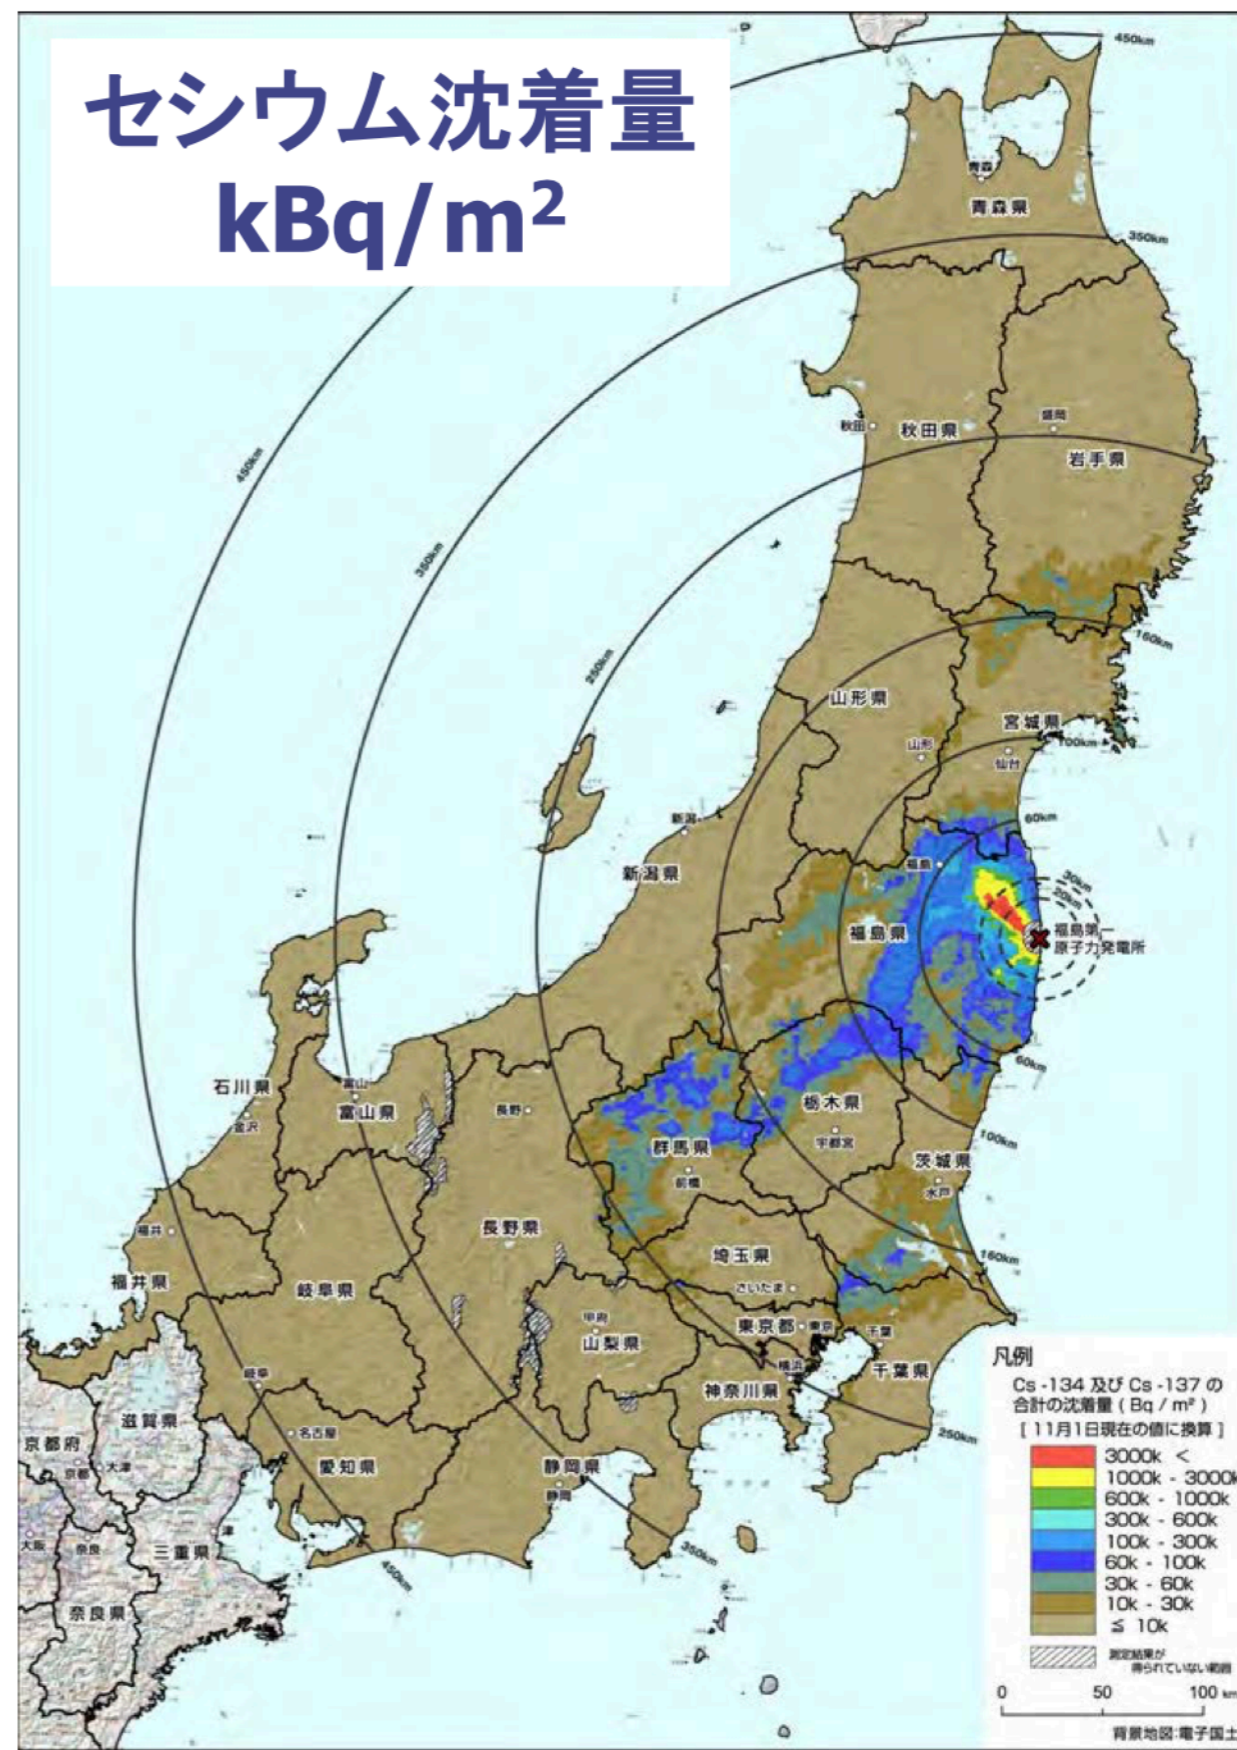 セシウム沈着量
kBq/m²
450km
青森
青森県
350km
秋田
秋田県
盛岡
岩手県
450km
350km
250km
160km
山形県
宮城県
山形
仙台
100km
新潟
新潟県
60km
福島
30km
20km
福島県
福島第一
原子力発電所
60km
石川県
金沢
富山
富山県
長野
栃木県
宇都宮
100km
群馬県
前橋
茨城県
水戸
福井
福井県
長野県
岐阜県
埼玉県
さいたま
160km
甲府
山梨県
東京都
東京
千葉
千葉県
横浜
神奈川県
250km
岐阜
滋賀県
京都府
京都
大津
名古屋
愛知県
静岡県
静岡
350km
450km
大阪
奈良
津
三重県
奈良県
凡例
Cs -134 及び Cs -137 の
合計の沈着量 ( Bq / m² )
[ 11月1日現在の値に換算 ]
3000k <
1000k - 3000k
600k - 1000k
300k - 600k
100k - 300k
60k - 100k
30k - 60k
10k - 30k
≦ 10k
測定結果が
得られていない範囲
0 50 100 km
背景地図:電子国土